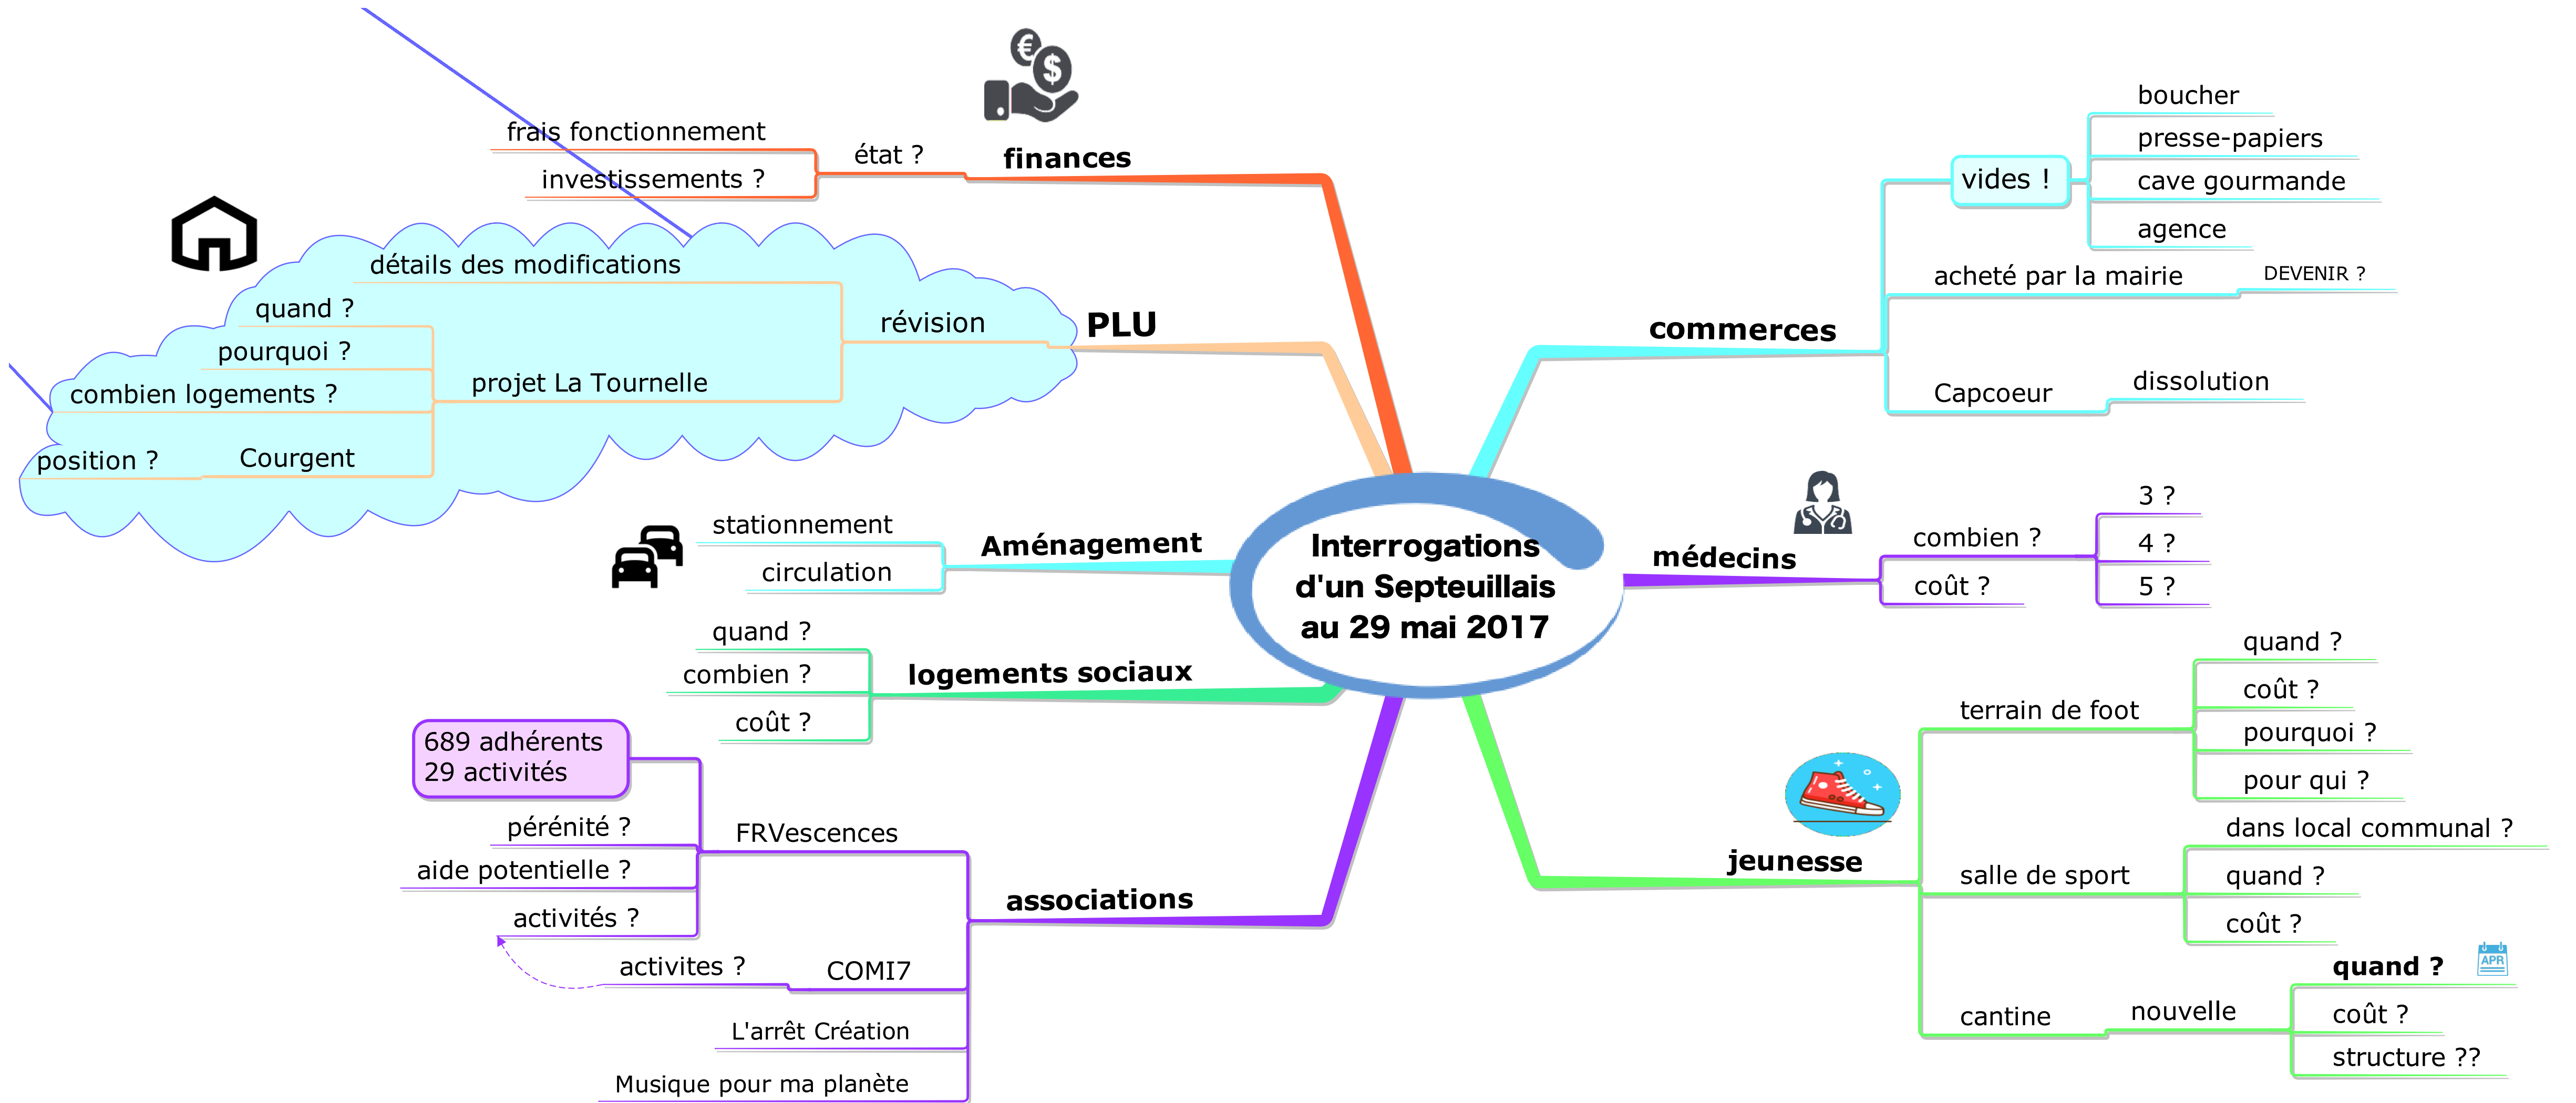 Interrogations
d'un Septeuillais
au 29 mai 2017
finances
état ?
frais fonctionnement
investissements ?
PLU
révision
détails des modifications
projet La Tournelle
quand ?
pourquoi ?
combien logements ?
Courgent
position ?
Aménagement
stationnement
circulation
logements sociaux
quand ?
combien ?
coût ?
associations
FRVescences
689 adhérents
29 activités
pérénité ?
aide potentielle ?
activités ?
COMI7
activites ?
L'arrêt Création
Musique pour ma planète
commerces
vides !
boucher
presse-papiers
cave gourmande
agence
acheté par la mairie
DEVENIR ?
Capcoeur
dissolution
médecins
combien ?
3 ?
4 ?
5 ?
coût ?
jeunesse
terrain de foot
quand ?
coût ?
pourquoi ?
pour qui ?
salle de sport
dans local communal ?
quand ?
coût ?
cantine
nouvelle
quand ?
APR
coût ?
structure ??